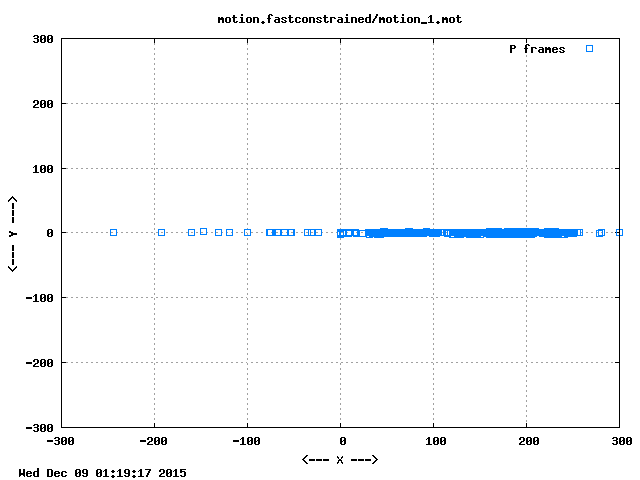 motion.fastconstrained/motion_1.mot
P frames
300
200
100
0
-100
-200
-300
<--- Y --->
-300 -200 -100 0 100 200 300
<--- X --->
Wed Dec 09 01:19:17 2015